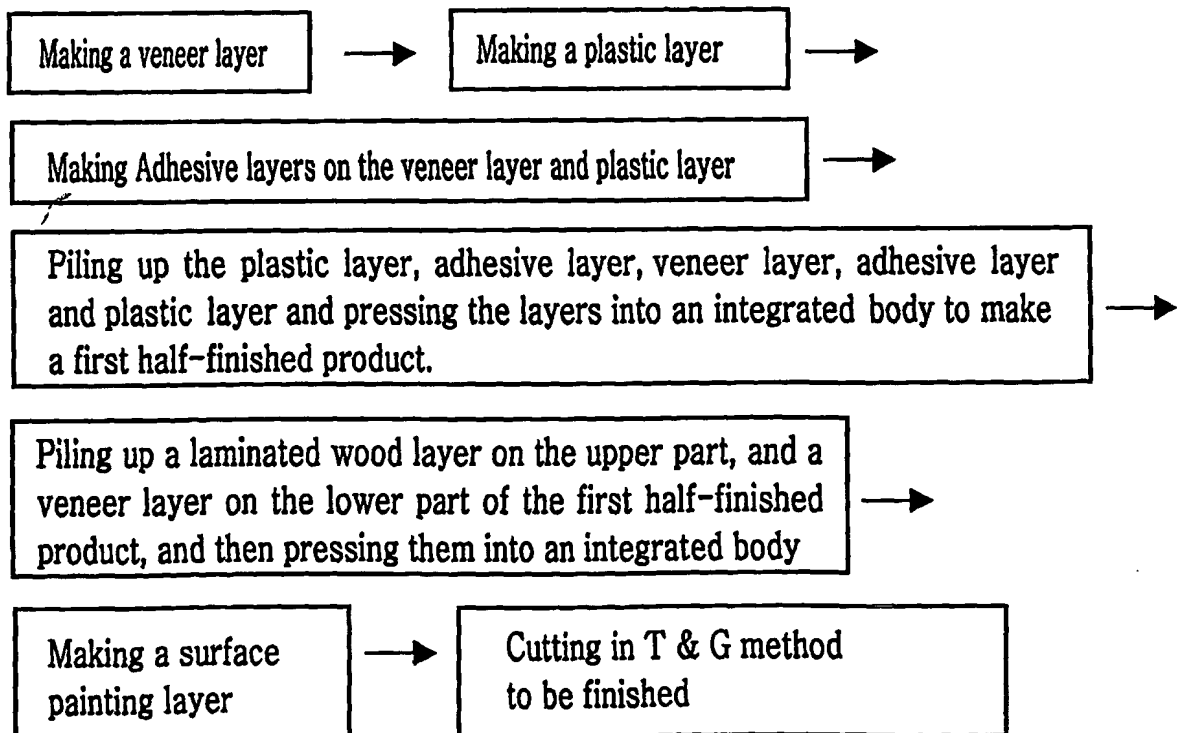 Making a veneer layer
Making a plastic layer
Making Adhesive layers on the veneer layer and plastic layer
Piling up the plastic layer, adhesive layer, veneer layer, adhesive layer
and plastic layer and pressing the layers into an integrated body to make
a first half-finished product.
Piling up a laminated wood layer on the upper part, and a
veneer layer on the lower part of the first half-finished
product, and then pressing them into an integrated body
Making a surface
painting layer
Cutting in T & G method
to be finished